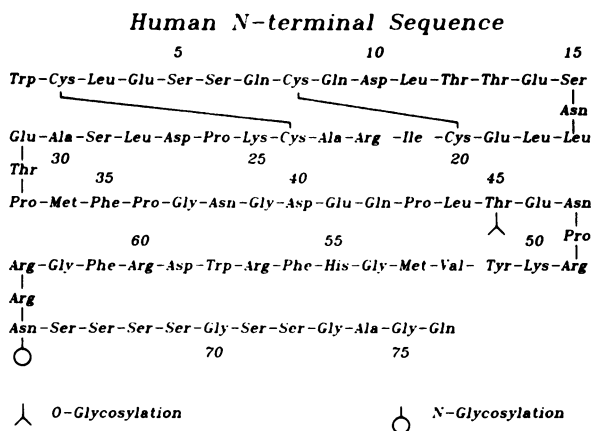 Human N-terminal Sequence
5 10 15
Trp-Cys-Leu-Glu-Ser-Ser-Gln-Cys-Gln-Asp-Leu-Thr-Thr-Glu-Ser
Asn
Glu-Ala-Ser-Leu-Asp-Pro-Lys-Cys-Ala-Arg-Ile-Cys-Glu-Leu-Leu
30 25 20
Thr
35 40 45
Pro-Met-Phe-Pro-Gly-Asn-Gly-Asp-Glu-Gln-Pro-Leu-Thr-Glu-Asn
Pro
60 55 50
Arg-Gly-Phe-Arg-Asp-Trp-Arg-Phe-His-Gly-Met-Val-Tyr-Lys-Arg
Arg
Asn-Ser-Ser-Ser-Ser-Gly-Ser-Ser-Gly-Ala-Gly-Gln
70 75
O-Glycosylation N-Glycosylation